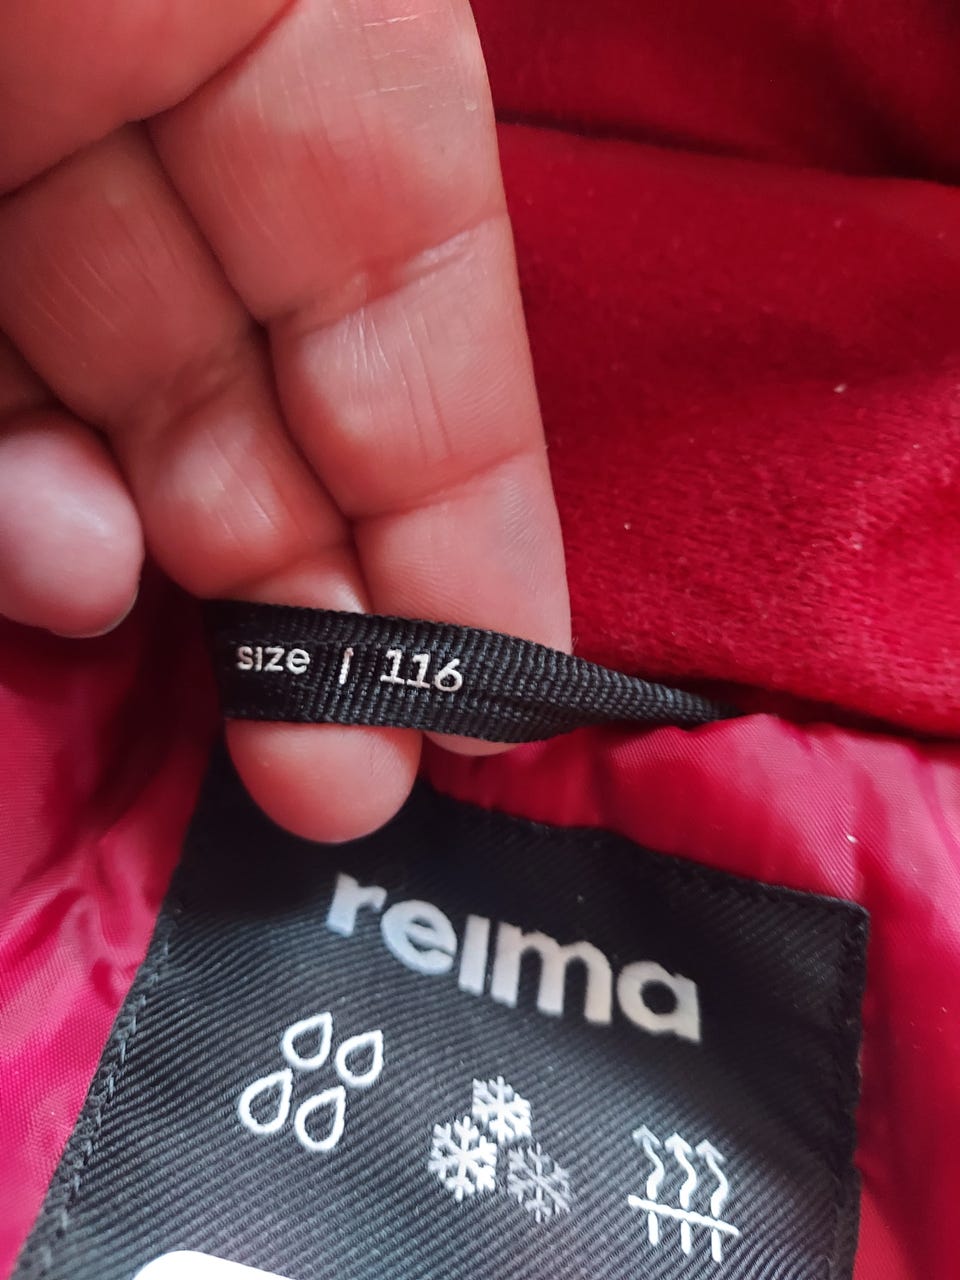 size | 116
reima